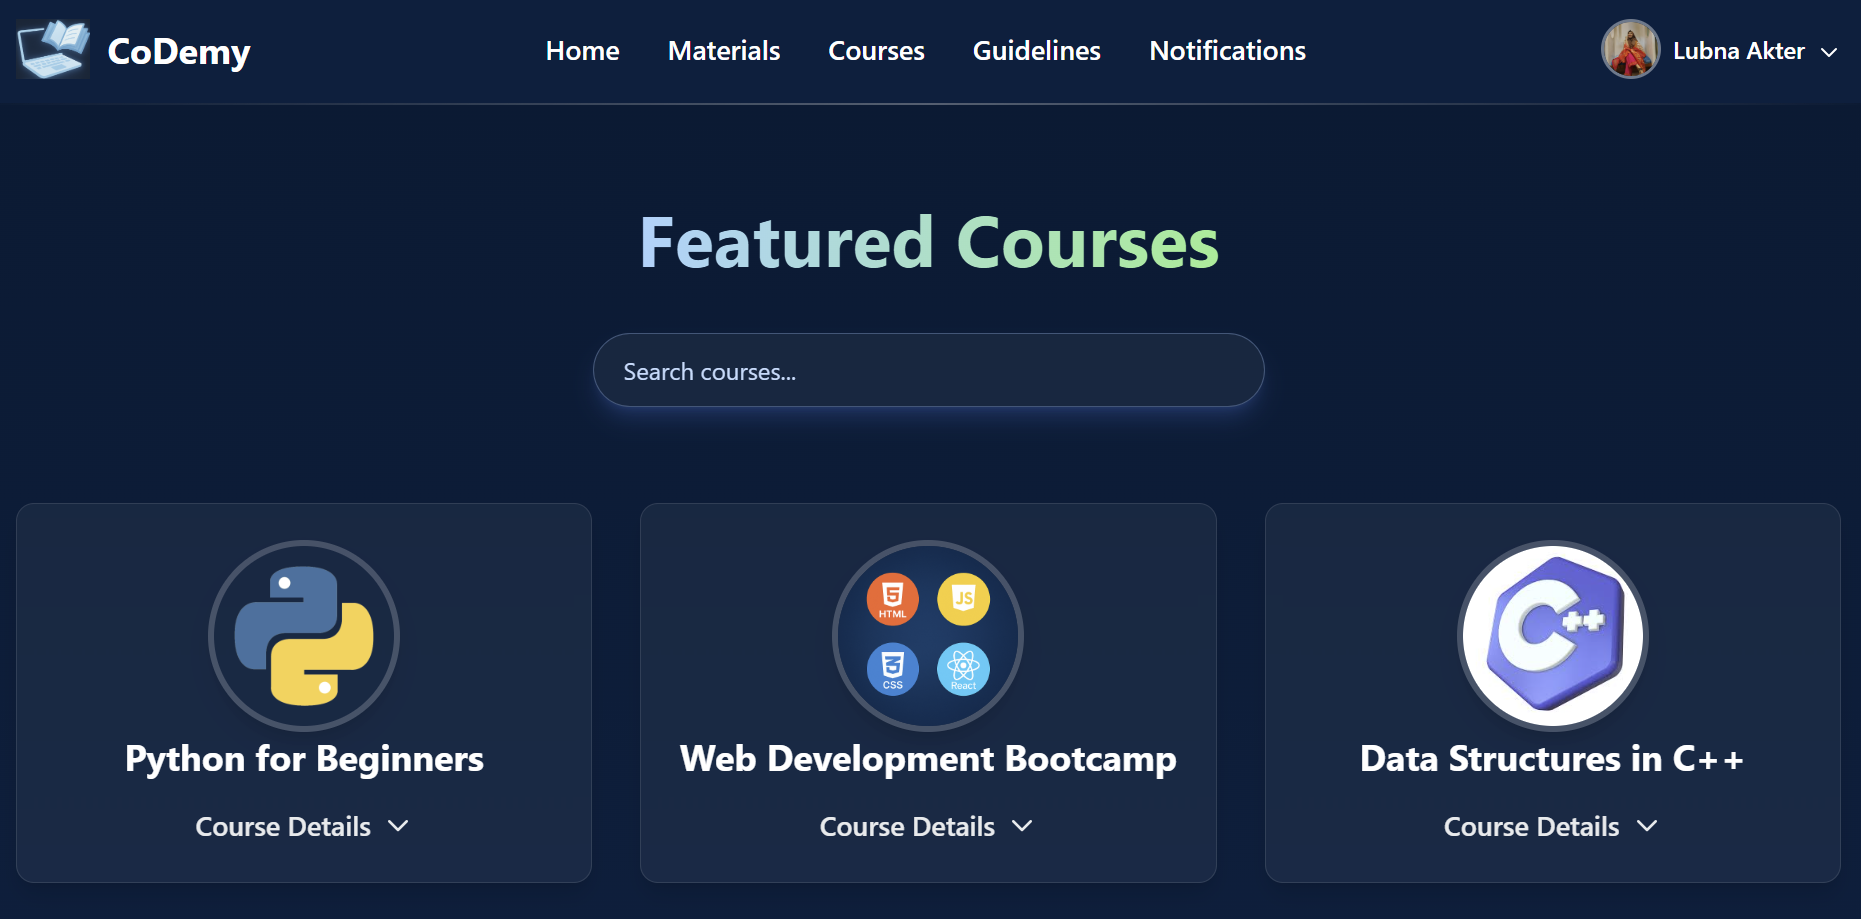 CoDemy
Home Materials Courses Guidelines Notifications
Lubna Akter
Featured Courses
Search courses...
HTML
JS
CSS
React
C++
Python for Beginners
Course Details
Web Development Bootcamp
Course Details
Data Structures in C++
Course Details